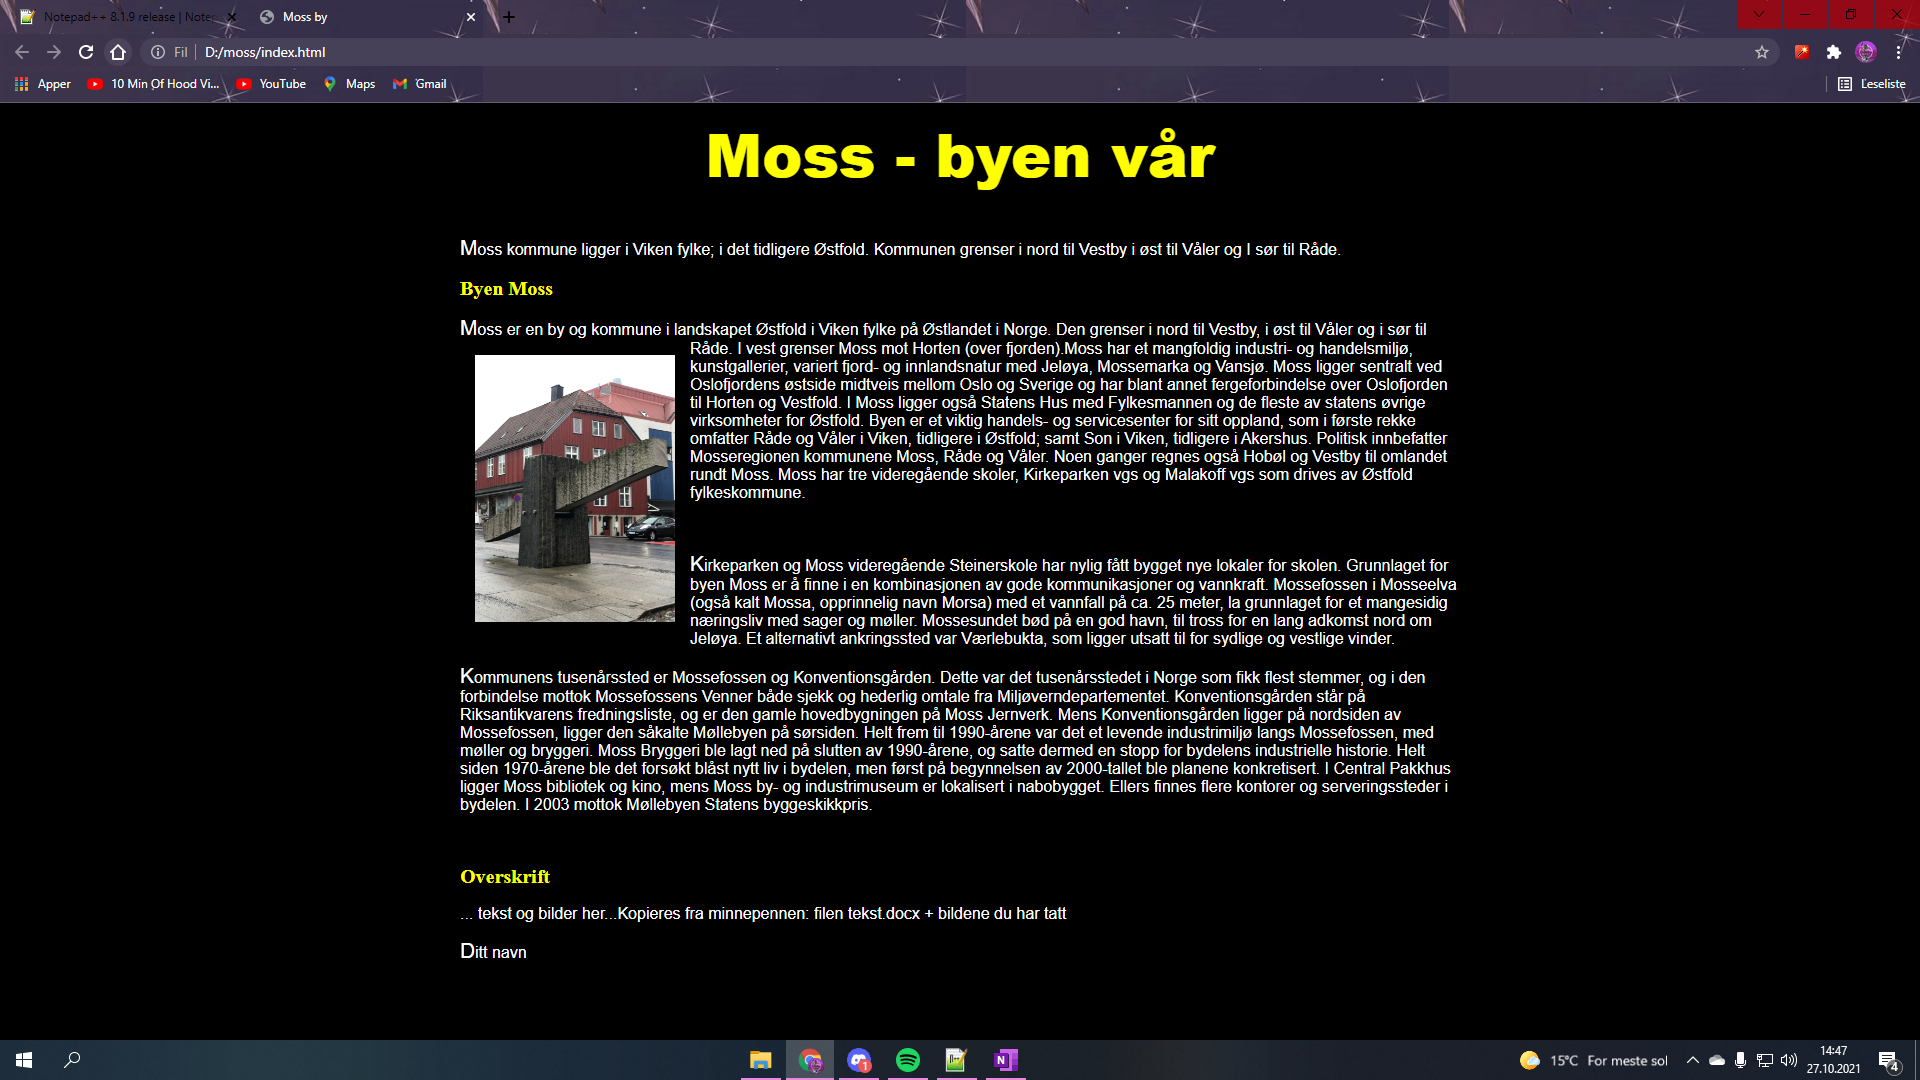 Notepad++ 8.1.9 release | Note
Moss by
Fil
D:/moss/index.html
Apper
10 Min Of Hood Vi...
YouTube
Maps
Gmail
Leseliste
Moss - byen vår
Moss kommune ligger i Viken fylke; i det tidligere Østfold. Kommunen grenser i nord til Vestby i øst til Våler og I sør til Råde.
Byen Moss
Moss er en by og kommune i landskapet Østfold i Viken fylke på Østlandet i Norge. Den grenser i nord til Vestby, i øst til Våler og i sør til
Råde. I vest grenser Moss mot Horten (over fjorden).Moss har et mangfoldig industri- og handelsmiljø,
kunstgallerier, variert fjord- og innlandsnatur med Jeløya, Mossemarka og Vansjø. Moss ligger sentralt ved
Oslofjordens østside midtveis mellom Oslo og Sverige og har blant annet fergeforbindelse over Oslofjorden
til Horten og Vestfold. I Moss ligger også Statens Hus med Fylkesmannen og de fleste av statens øvrige
virksomheter for Østfold. Byen er et viktig handels- og servicesenter for sitt oppland, som i første rekke
omfatter Råde og Våler i Viken, tidligere i Østfold; samt Son i Viken, tidligere i Akershus. Politisk innbefatter
Mosseregionen kommunene Moss, Råde og Våler. Noen ganger regnes også Hobøl og Vestby til omlandet
rundt Moss. Moss har tre videregående skoler, Kirkeparken vgs og Malakoff vgs som drives av Østfold
fylkeskommune.
Kirkeparken og Moss videregående Steinerskole har nylig fått bygget nye lokaler for skolen. Grunnlaget for
byen Moss er å finne i en kombinasjonen av gode kommunikasjoner og vannkraft. Mossefossen i Mosseelva
(også kalt Mossa, opprinnelig navn Morsa) med et vannfall på ca. 25 meter, la grunnlaget for et mangesidig
næringsliv med sager og møller. Mossesundet bød på en god havn, til tross for en lang adkomst nord om
Jeløya. Et alternativt ankringssted var Værlebukta, som ligger utsatt til for sydlige og vestlige vinder.
Kommunens tusenårssted er Mossefossen og Konventionsgården. Dette var det tusenårsstedet i Norge som fikk flest stemmer, og i den
forbindelse mottok Mossefossens Venner både sjekk og hederlig omtale fra Miljøverndepartementet. Konventionsgården står på
Riksantikvarens fredningsliste, og er den gamle hovedbygningen på Moss Jernverk. Mens Konventionsgården ligger på nordsiden av
Mossefossen, ligger den såkalte Møllebyen på sørsiden. Helt frem til 1990-årene var det et levende industrimiljø langs Mossefossen, med
møller og bryggeri. Moss Bryggeri ble lagt ned på slutten av 1990-årene, og satte dermed en stopp for bydelens industrielle historie. Helt
siden 1970-årene ble det forsøkt blåst nytt liv i bydelen, men først på begynnelsen av 2000-tallet ble planene konkretisert. I Central Pakkhus
ligger Moss bibliotek og kino, mens Moss by- og industrimuseum er lokalisert i nabobygget. Ellers finnes flere kontorer og serveringssteder i
bydelen. I 2003 mottok Møllebyen Statens byggeskikkpris.
Overskrift
... tekst og bilder her...Kopieres fra minnepennen: filen tekst.docx + bildene du har tatt
Ditt navn
1
N
15°C For meste sol
14:47
27.10.2021
4